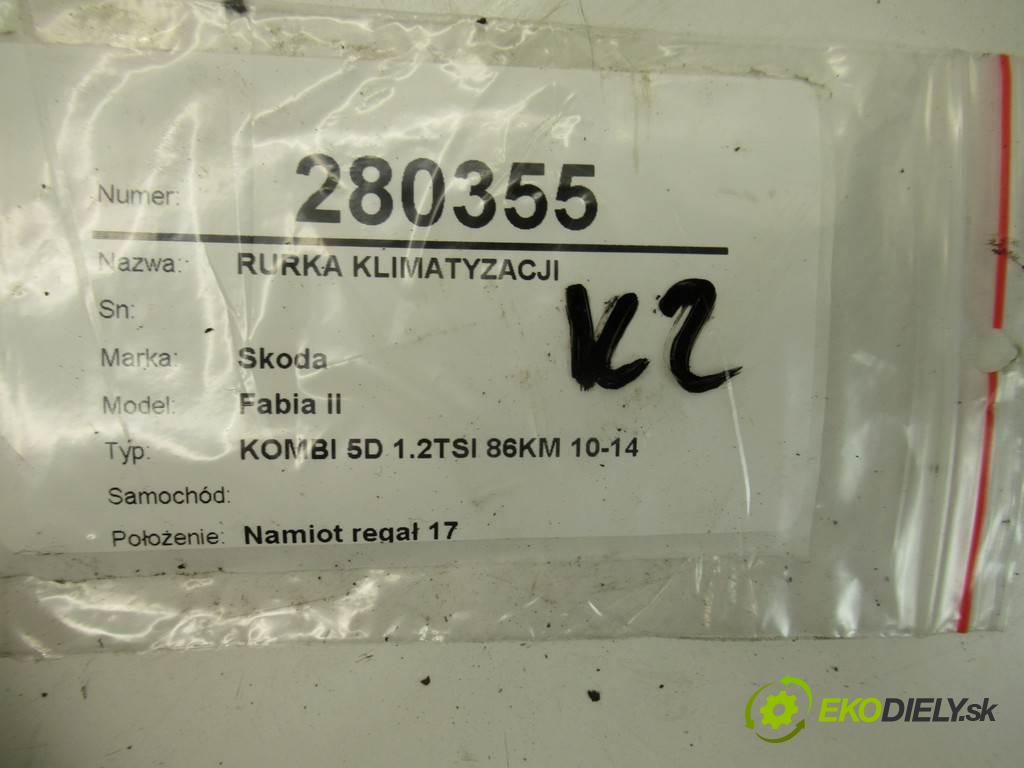 Numer: 280355
Nazwa: RURKA KLIMATYZACJI
Sn:
K2
Marka: Skoda
Model: Fabia II
Typ: KOMBI 5D 1.2TSI 86KM 10-14
Samochód:
Położenie: Namiot regał 17
EKODIELY.sk